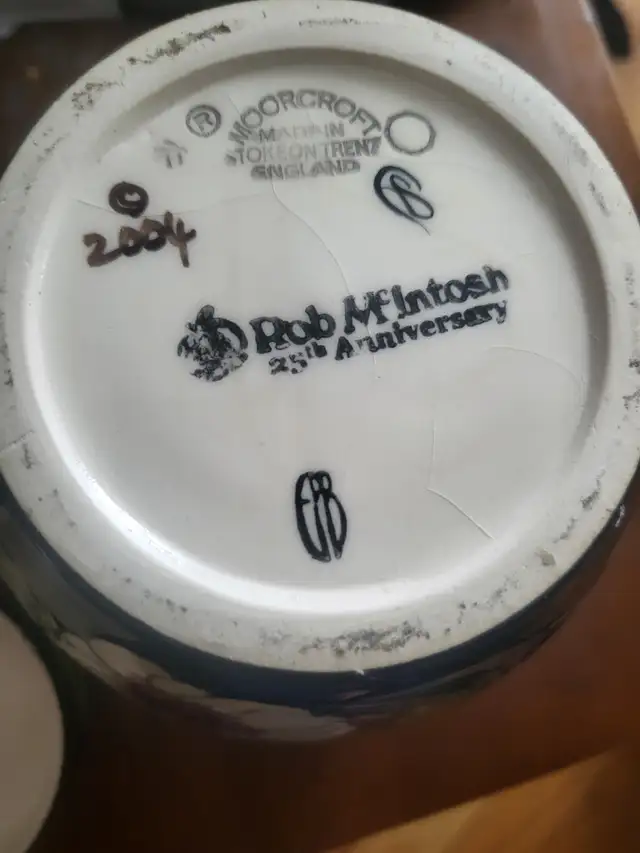 ®
MOORCROFT
MADE IN
STOKE ON TRENT
ENGLAND
©
2004
Rob McIntosh
25th Anniversary